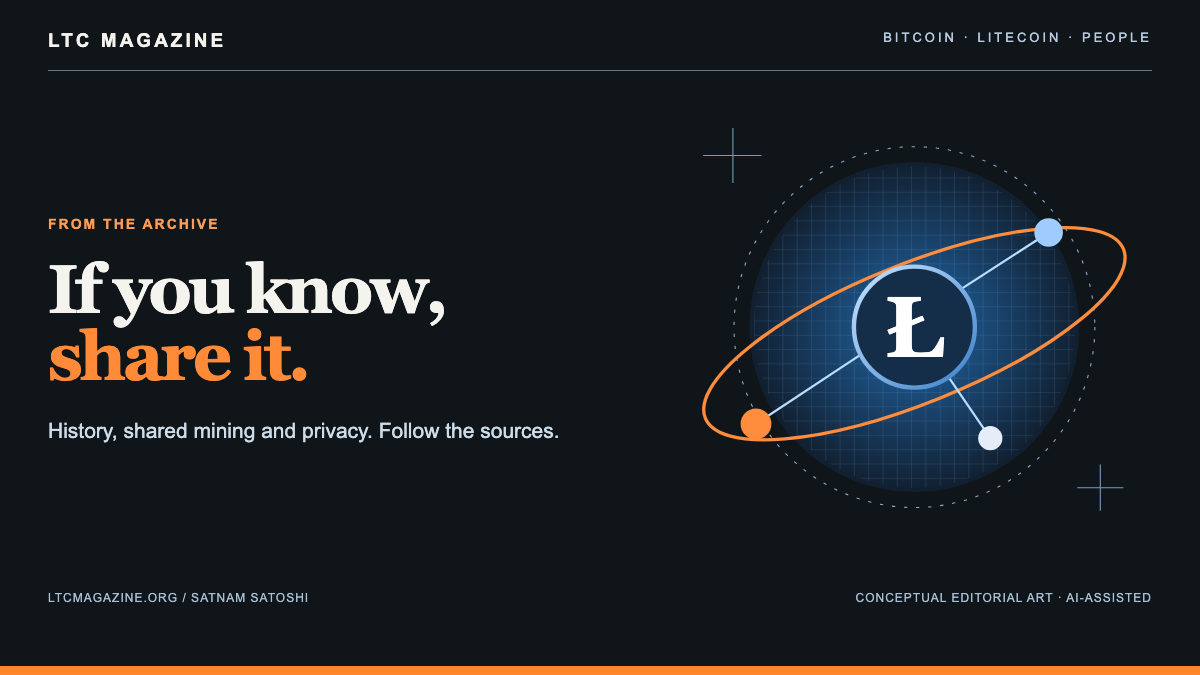 LTC MAGAZINE
BITCOIN · LITECOIN · PEOPLE
FROM THE ARCHIVE
If you know,
share it.
History, shared mining and privacy. Follow the sources.
Ł
LTCMAGAZINE.ORG / SATNAM SATOSHI
CONCEPTUAL EDITORIAL ART · AI-ASSISTED